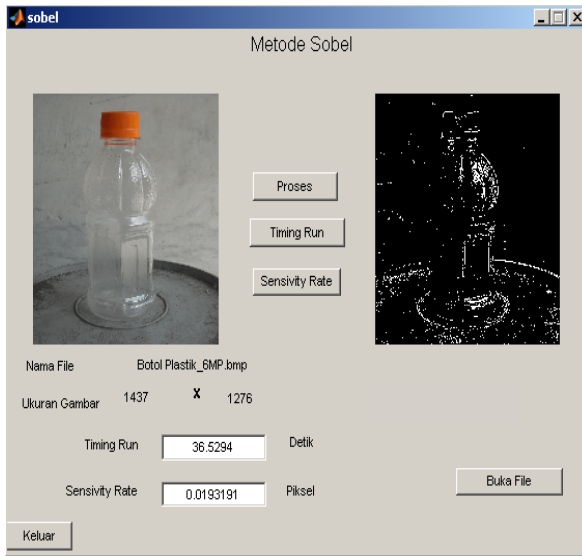 sobel
Metode Sobel
Proses
Timing Run
Sensivity Rate
Nama File Botol Plastik_6MP.bmp
Ukuran Gambar 1437 X 1276
Timing Run 36.5294 Detik
Sensivity Rate 0.0193191 Piksel
Buka File
Keluar